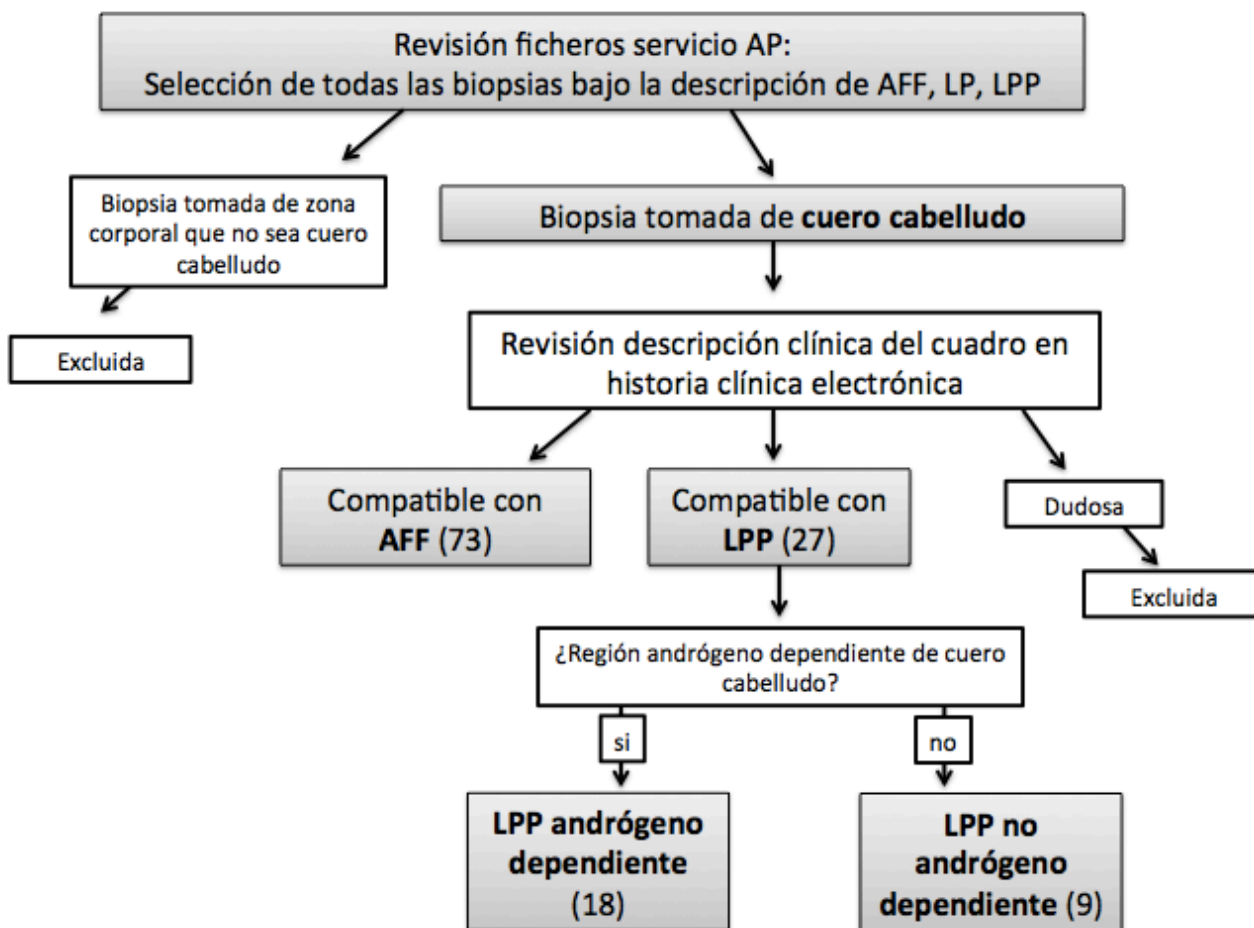 Revisión ficheros servicio AP:
Selección de todas las biopsias bajo la descripción de AFF, LP, LPP
Biopsia tomada de zona
corporal que no sea cuero
cabelludo
Biopsia tomada de cuero cabelludo
Excluida
Revisión descripción clínica del cuadro en
historia clínica electrónica
Compatible con
AFF (73)
Compatible con
LPP (27)
Dudosa
Excluida
¿Región andrógeno dependiente de cuero
cabelludo?
si
no
LPP andrógeno
dependiente
(18)
LPP no
andrógeno
dependiente (9)